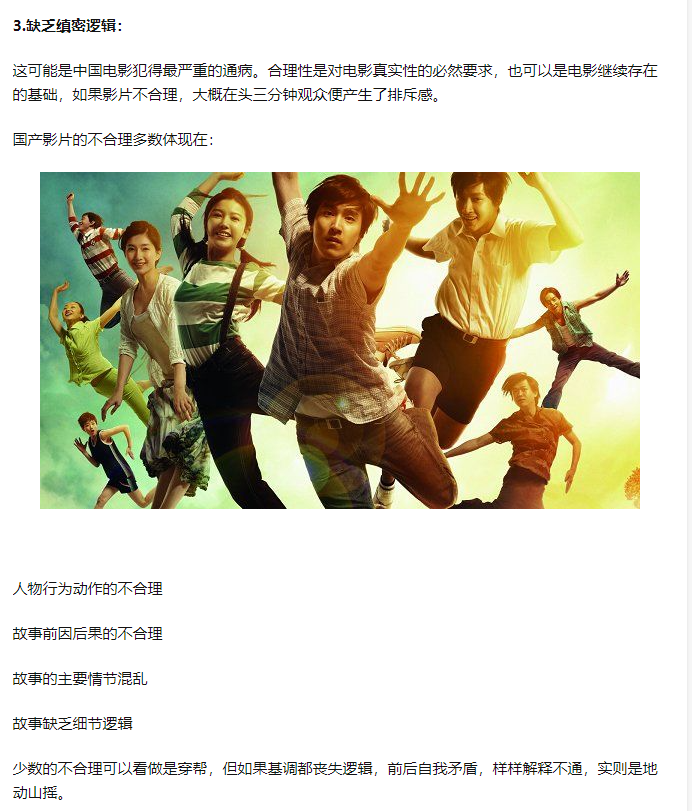 3.缺乏缜密逻辑：
这可能是中国电影犯得最严重的通病。合理性是对电影真实性的必然要求，也可以是电影继续存在
的基础，如果影片不合理，大概在头三分钟观众便产生了排斥感。
国产影片的不合理多数体现在：
人物行为动作的不合理
故事前因后果的不合理
故事的主要情节混乱
故事缺乏细节逻辑
少数的不合理可以看做是穿帮，但如果基调都丧失逻辑，前后自我矛盾，样样解释不通，实则是地
动山摇。